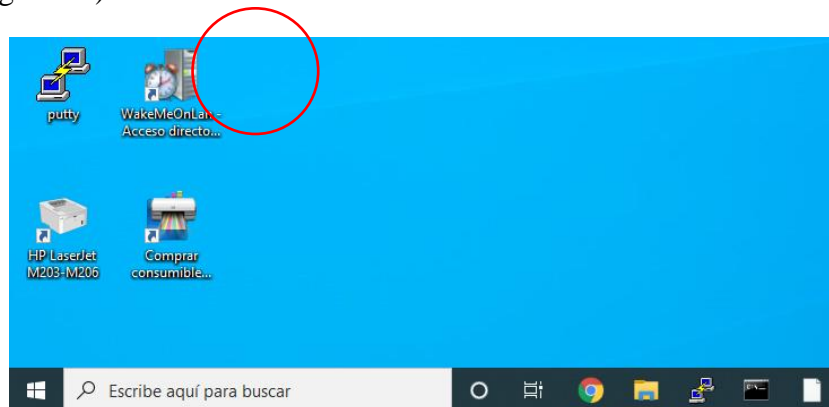 putty
WakeMeOnLan -
Acceso directo...
HP LaserJet
M203-M206
Comprar
consumible...
Escribe aquí para buscar